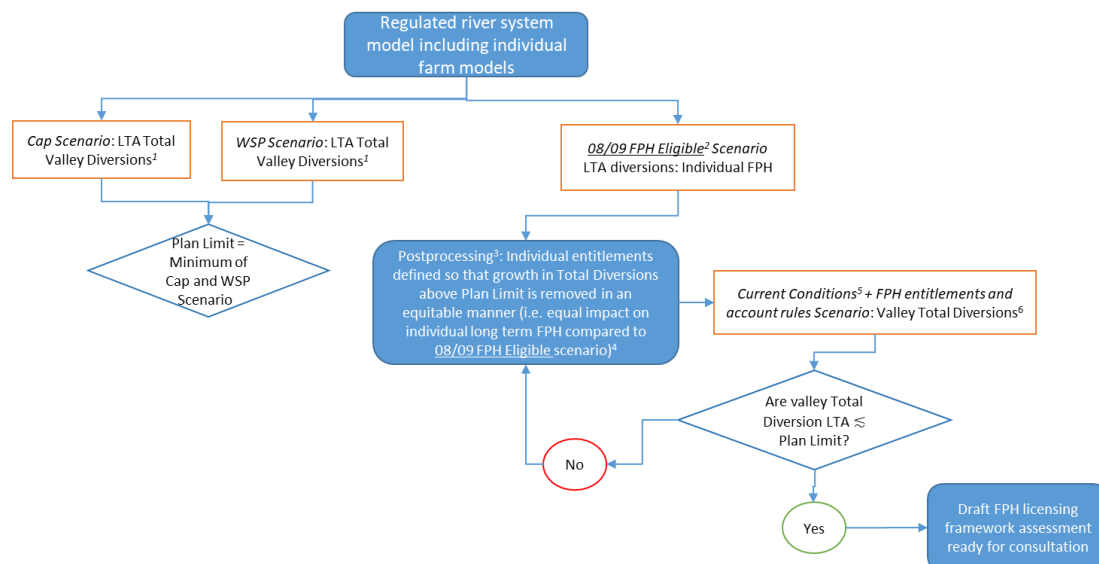 Regulated river system
model including individual
farm models
Cap Scenario: LTA Total
Valley Diversions¹
WSP Scenario: LTA Total
Valley Diversions¹
08/09 FPH Eligible² Scenario
LTA diversions: Individual FPH
Plan Limit =
Minimum of
Cap and WSP
Scenario
Postprocessing³: Individual entitlements
defined so that growth in Total Diversions
above Plan Limit is removed in an
equitable manner (i.e. equal impact on
individual long term FPH compared to
08/09 FPH Eligible scenario)⁴
Current Conditions⁵ + FPH entitlements and
account rules Scenario: Valley Total Diversions⁶
Are valley Total
Diversion LTA ≲
Plan Limit?
No
Yes
Draft FPH licensing
framework assessment
ready for consultation